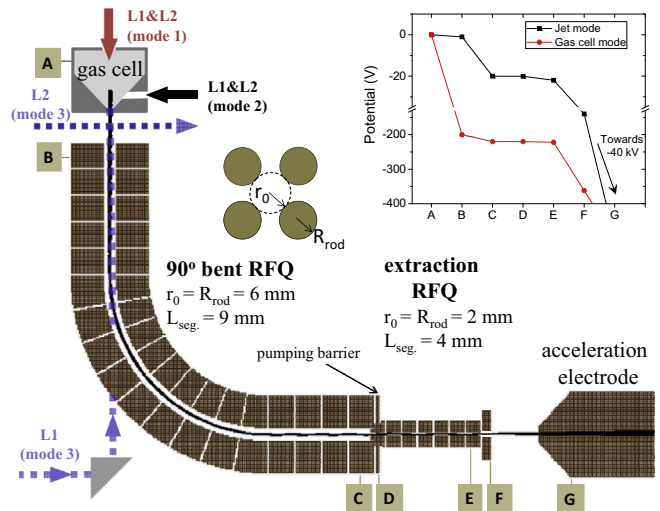 L1&L2
(mode 1)
A
gas cell
L2
(mode 3)
L1&L2
(mode 2)
B
r0
Rrod
90o bent RFQ
r0 = Rrod = 6 mm
Lseg. = 9 mm
extraction
RFQ
r0 = Rrod = 2 mm
Lseg. = 4 mm
pumping barrier
acceleration
electrode
L1
(mode 3)
C
D
E
F
G
Potential (V)
0
-20
-200
-300
-400
Jet mode
Gas cell mode
Towards
-40 kV
A B C D E F G